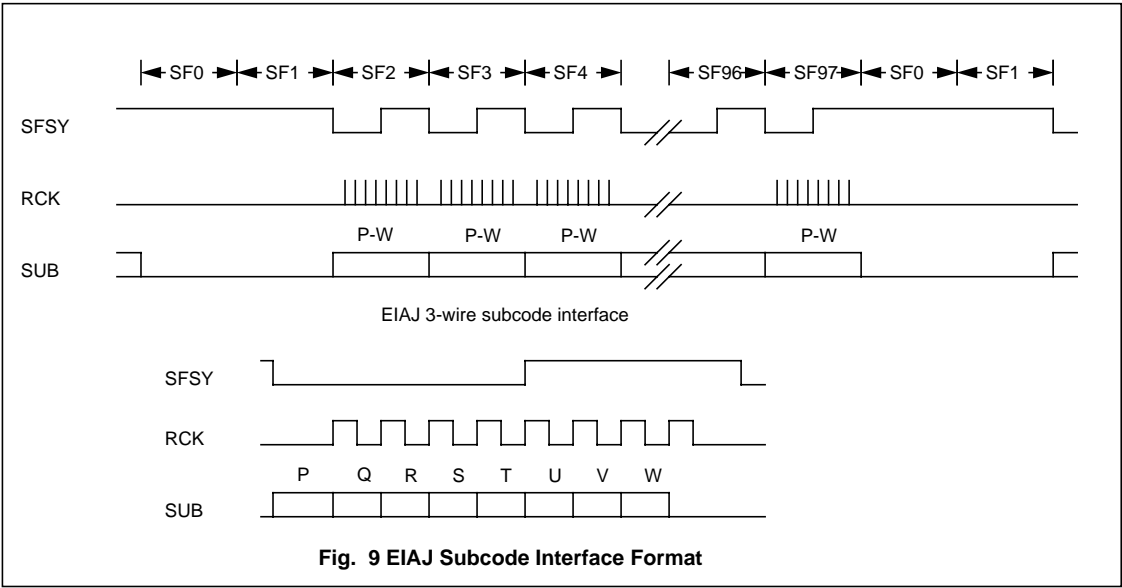 SF0 SF1 SF2 SF3 SF4 SF96 SF97 SF0 SF1
SFSY
RCK
P-W P-W P-W P-W
SUB
EIAJ 3-wire subcode interface
SFSY
RCK
P Q R S T U V W
SUB
Fig. 9 EIAJ Subcode Interface Format